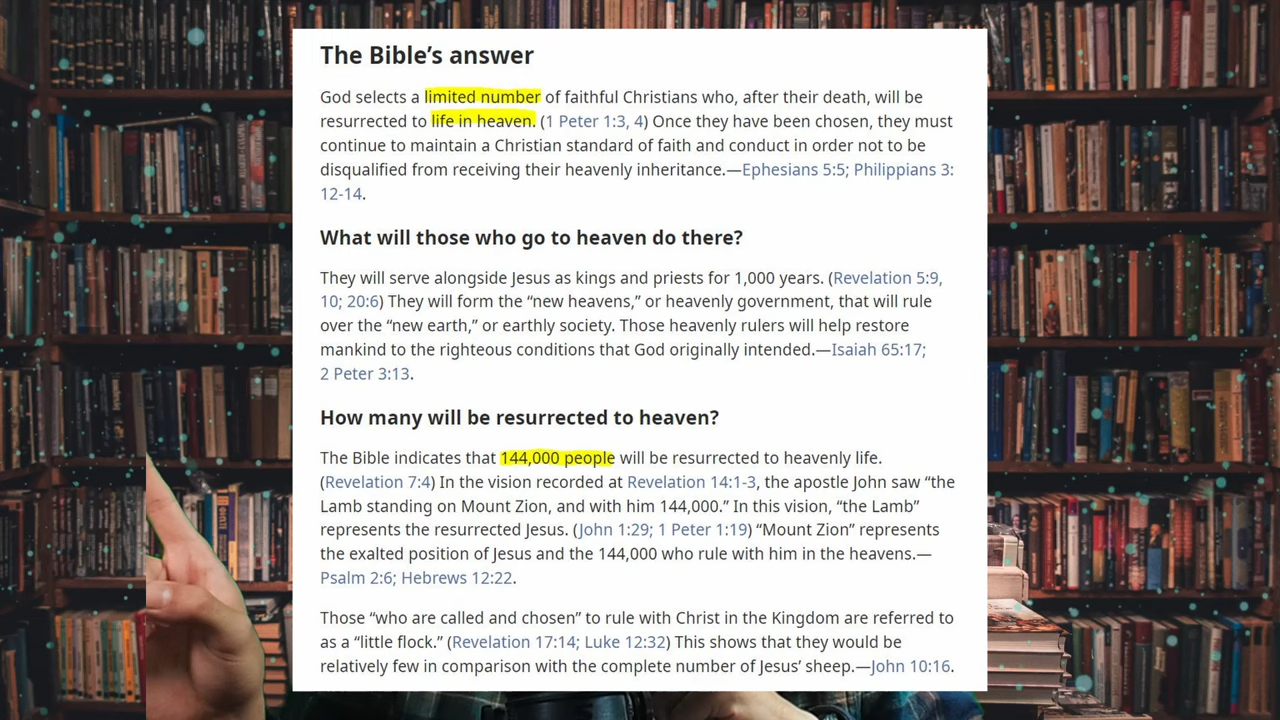 The Bible’s answer
God selects a limited number of faithful Christians who, after their death, will be
resurrected to life in heaven. (1 Peter 1:3, 4) Once they have been chosen, they must
continue to maintain a Christian standard of faith and conduct in order not to be
disqualified from receiving their heavenly inheritance.—Ephesians 5:5; Philippians 3:
12-14.
What will those who go to heaven do there?
They will serve alongside Jesus as kings and priests for 1,000 years. (Revelation 5:9,
10; 20:6) They will form the “new heavens,” or heavenly government, that will rule
over the “new earth,” or earthly society. Those heavenly rulers will help restore
mankind to the righteous conditions that God originally intended.—Isaiah 65:17;
2 Peter 3:13.
How many will be resurrected to heaven?
The Bible indicates that 144,000 people will be resurrected to heavenly life.
(Revelation 7:4) In the vision recorded at Revelation 14:1-3, the apostle John saw “the
Lamb standing on Mount Zion, and with him 144,000.” In this vision, “the Lamb”
represents the resurrected Jesus. (John 1:29; 1 Peter 1:19) “Mount Zion” represents
the exalted position of Jesus and the 144,000 who rule with him in the heavens.—
Psalm 2:6; Hebrews 12:22.
Those “who are called and chosen” to rule with Christ in the Kingdom are referred to
as a “little flock.” (Revelation 17:14; Luke 12:32) This shows that they would be
relatively few in comparison with the complete number of Jesus’ sheep.—John 10:16.